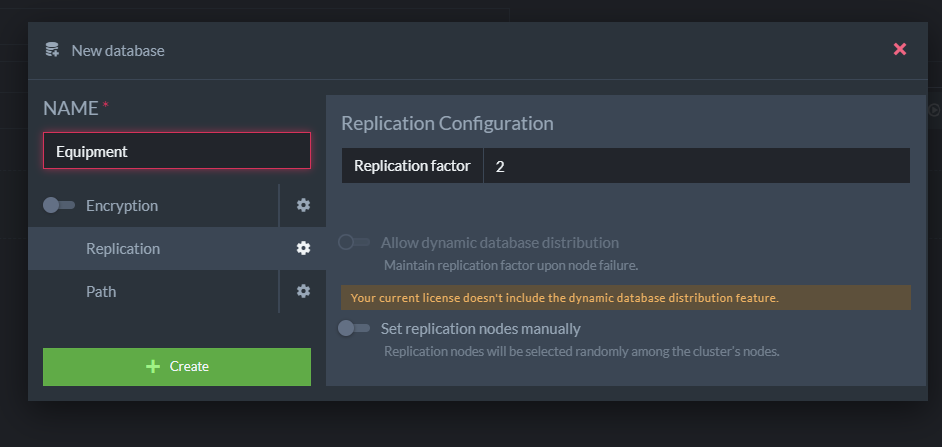 New database
NAME *
Equipment
Encryption
Replication
Path
Create
Replication Configuration
Replication factor 2
Allow dynamic database distribution
Maintain replication factor upon node failure.
Your current license doesn't include the dynamic database distribution feature.
Set replication nodes manually
Replication nodes will be selected randomly among the cluster's nodes.